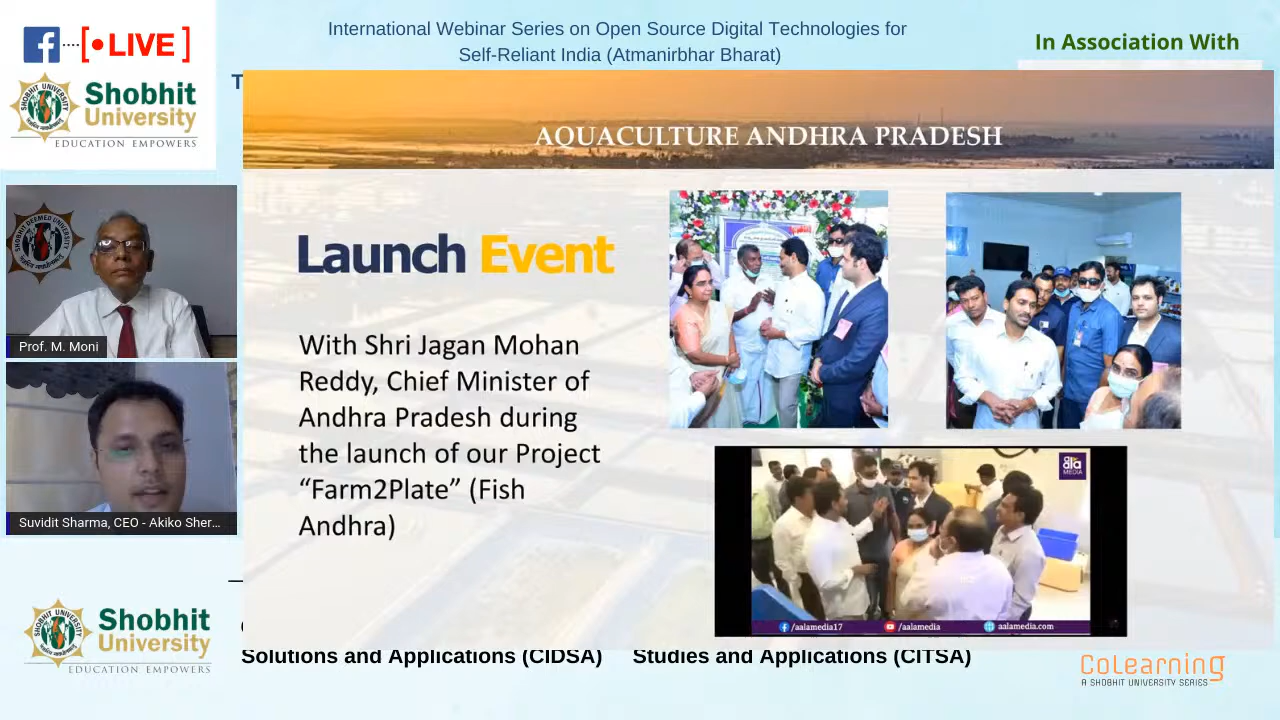 International Webinar Series on Open Source Digital Technologies for
Self-Reliant India (Atmanirbhar Bharat)
In Association With
LIVE
Shobhit
University
EDUCATION EMPOWERS
T
AQUACULTURE ANDHRA PRADESH
Launch Event
With Shri Jagan Mohan
Reddy, Chief Minister of
Andhra Pradesh during
the launch of our Project
“Farm2Plate” (Fish
Andhra)
Prof. M. Moni
Suvidit Sharma, CEO - Akiko Sher...
MEDIA
/aalamedia17
/aalamedia
aalamedia.com
Shobhit
University
EDUCATION EMPOWERS
Solutions and Applications (CIDSA)
Studies and Applications (CITSA)
CoLearning
A SHOBHIT UNIVERSITY SERIES